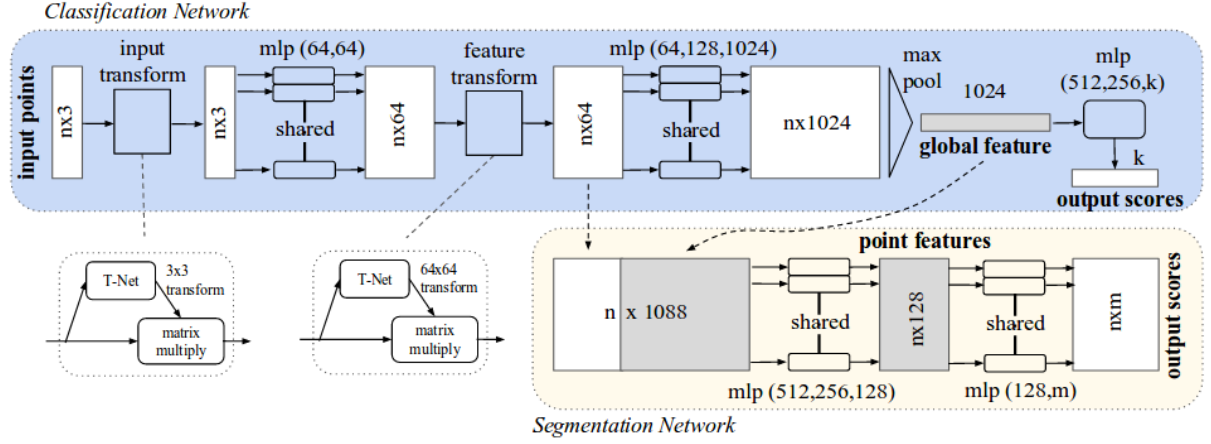 Classification Network
input points
nx3
input
transform
nx3
mlp (64,64)
shared
nx64
feature
transform
nx64
mlp (64,128,1024)
shared
nx1024
max
pool
1024
global feature
mlp
(512,256,k)
k
output scores
T-Net
3x3
transform
matrix
multiply
T-Net
64x64
transform
matrix
multiply
point features
n x 1088
shared
mlp (512,256,128)
nx128
shared
mlp (128,m)
nxm
output scores
Segmentation Network